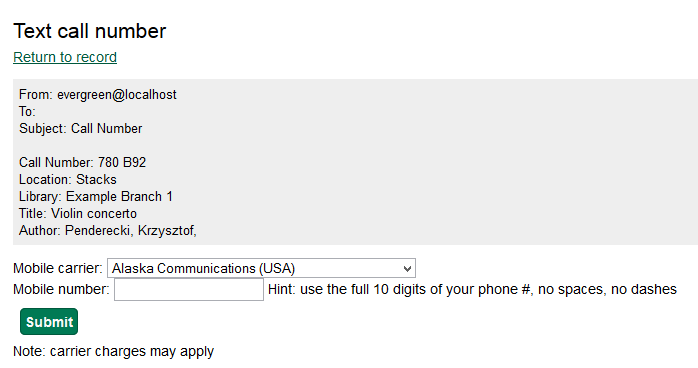 Text call number
Return to record
From: evergreen@localhost
To:
Subject: Call Number
Call Number: 780 B92
Location: Stacks
Library: Example Branch 1
Title: Violin concerto
Author: Penderecki, Krzysztof,
Mobile carrier: Alaska Communications (USA)
Mobile number: Hint: use the full 10 digits of your phone #, no spaces, no dashes
Submit
Note: carrier charges may apply